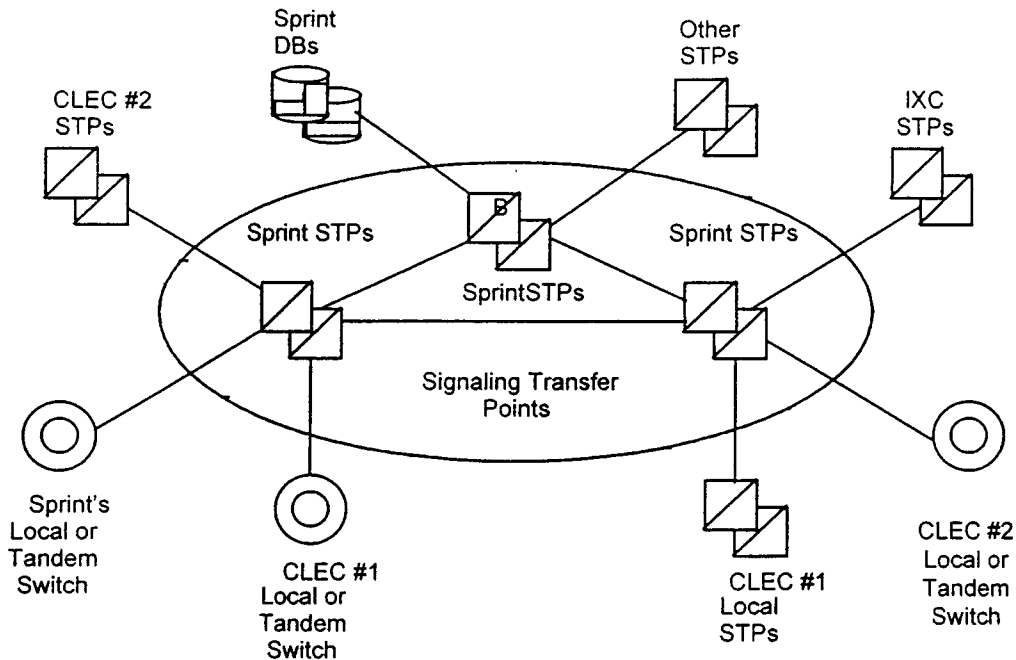 Sprint
DBs
Other
STPs
CLEC #2
STPs
IXC
STPs
B
Sprint STPs
Sprint STPs
SprintSTPs
Signaling Transfer
Points
Sprint's
Local or
Tandem
Switch
CLEC #1
Local or
Tandem
Switch
CLEC #1
Local
STPs
CLEC #2
Local or
Tandem
Switch